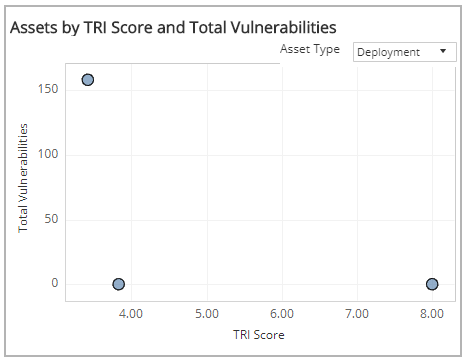 Assets by TRI Score and Total Vulnerabilities
Asset Type
Deployment
Total Vulnerabilities
150
100
50
0
4.00
5.00
6.00
7.00
8.00
TRI Score